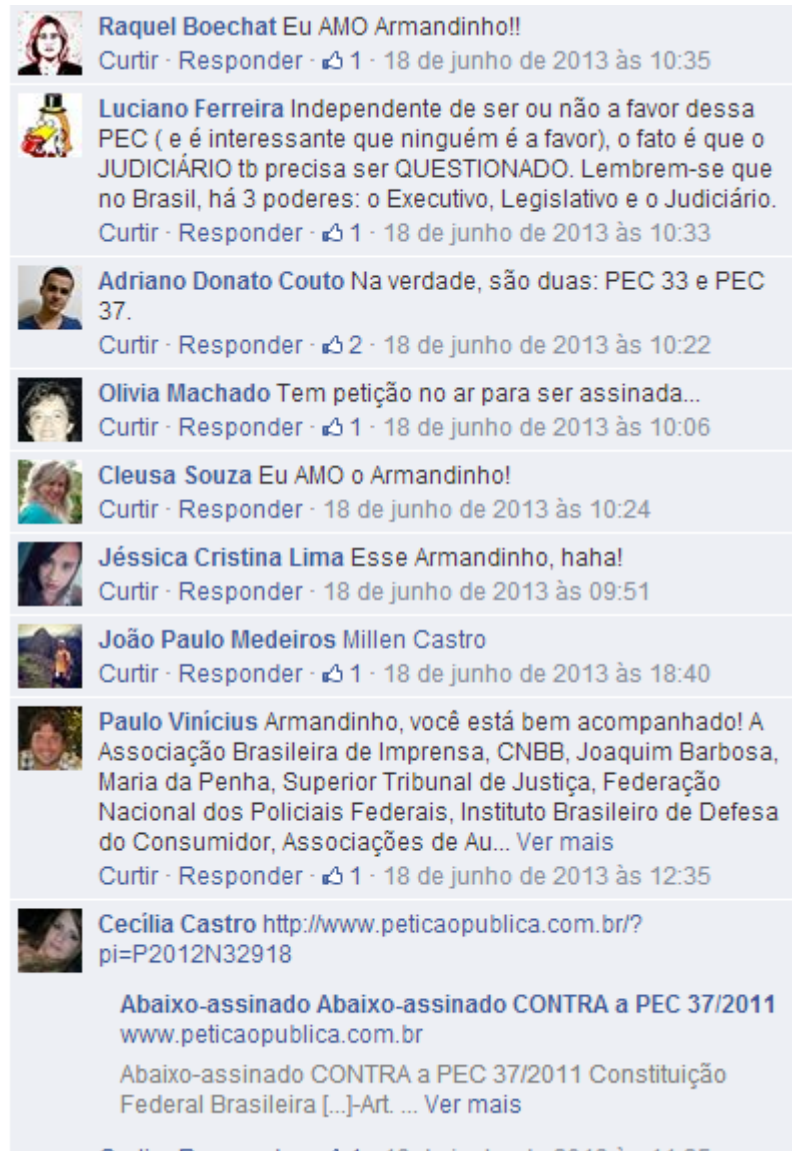 Raquel Boechat Eu AMO Armandinho!!
Curtir · Responder · 1 · 18 de junho de 2013 às 10:35
Luciano Ferreira Independente de ser ou não a favor dessa
PEC ( e é interessante que ninguém é a favor), o fato é que o
JUDICIÁRIO tb precisa ser QUESTIONADO. Lembrem-se que
no Brasil, há 3 poderes: o Executivo, Legislativo e o Judiciário.
Curtir · Responder · 1 · 18 de junho de 2013 às 10:33
Adriano Donato Couto Na verdade, são duas: PEC 33 e PEC
37.
Curtir · Responder · 2 · 18 de junho de 2013 às 10:22
Olivia Machado Tem petição no ar para ser assinada...
Curtir · Responder · 1 · 18 de junho de 2013 às 10:06
Cleusa Souza Eu AMO o Armandinho!
Curtir · Responder · 18 de junho de 2013 às 10:24
Jéssica Cristina Lima Esse Armandinho, haha!
Curtir · Responder · 18 de junho de 2013 às 09:51
João Paulo Medeiros Millen Castro
Curtir · Responder · 1 · 18 de junho de 2013 às 18:40
Paulo Vinícius Armandinho, você está bem acompanhado! A
Associação Brasileira de Imprensa, CNBB, Joaquim Barbosa,
Maria da Penha, Superior Tribunal de Justiça, Federação
Nacional dos Policiais Federais, Instituto Brasileiro de Defesa
do Consumidor, Associações de Au... Ver mais
Curtir · Responder · 1 · 18 de junho de 2013 às 12:35
Cecília Castro http://www.peticaopublica.com.br/?
pi=P2012N32918
Abaixo-assinado Abaixo-assinado CONTRA a PEC 37/2011
www.peticaopublica.com.br
Abaixo-assinado CONTRA a PEC 37/2011 Constituição
Federal Brasileira [...]-Art. ... Ver mais